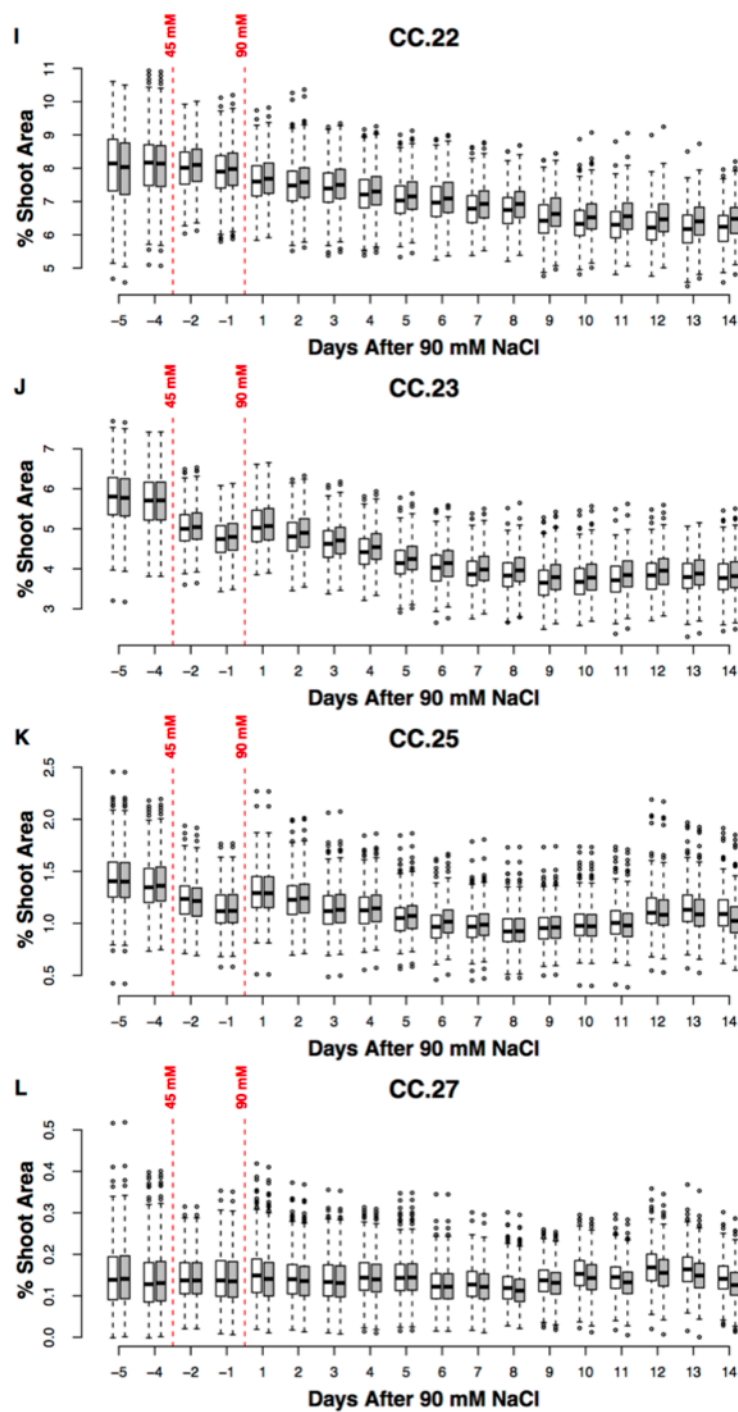 I
45 mM
90 mM
CC.22
% Shoot Area
11
10
9
8
7
6
5
−5 −4 −2 −1 1 2 3 4 5 6 7 8 9 10 11 12 13 14
Days After 90 mM NaCl
J
45 mM
90 mM
CC.23
% Shoot Area
7
6
5
4
3
−5 −4 −2 −1 1 2 3 4 5 6 7 8 9 10 11 12 13 14
Days After 90 mM NaCl
K
45 mM
90 mM
CC.25
% Shoot Area
2.5
2.0
1.5
1.0
0.5
−5 −4 −2 −1 1 2 3 4 5 6 7 8 9 10 11 12 13 14
Days After 90 mM NaCl
L
45 mM
90 mM
CC.27
% Shoot Area
0.5
0.4
0.3
0.2
0.1
0.0
−5 −4 −2 −1 1 2 3 4 5 6 7 8 9 10 11 12 13 14
Days After 90 mM NaCl